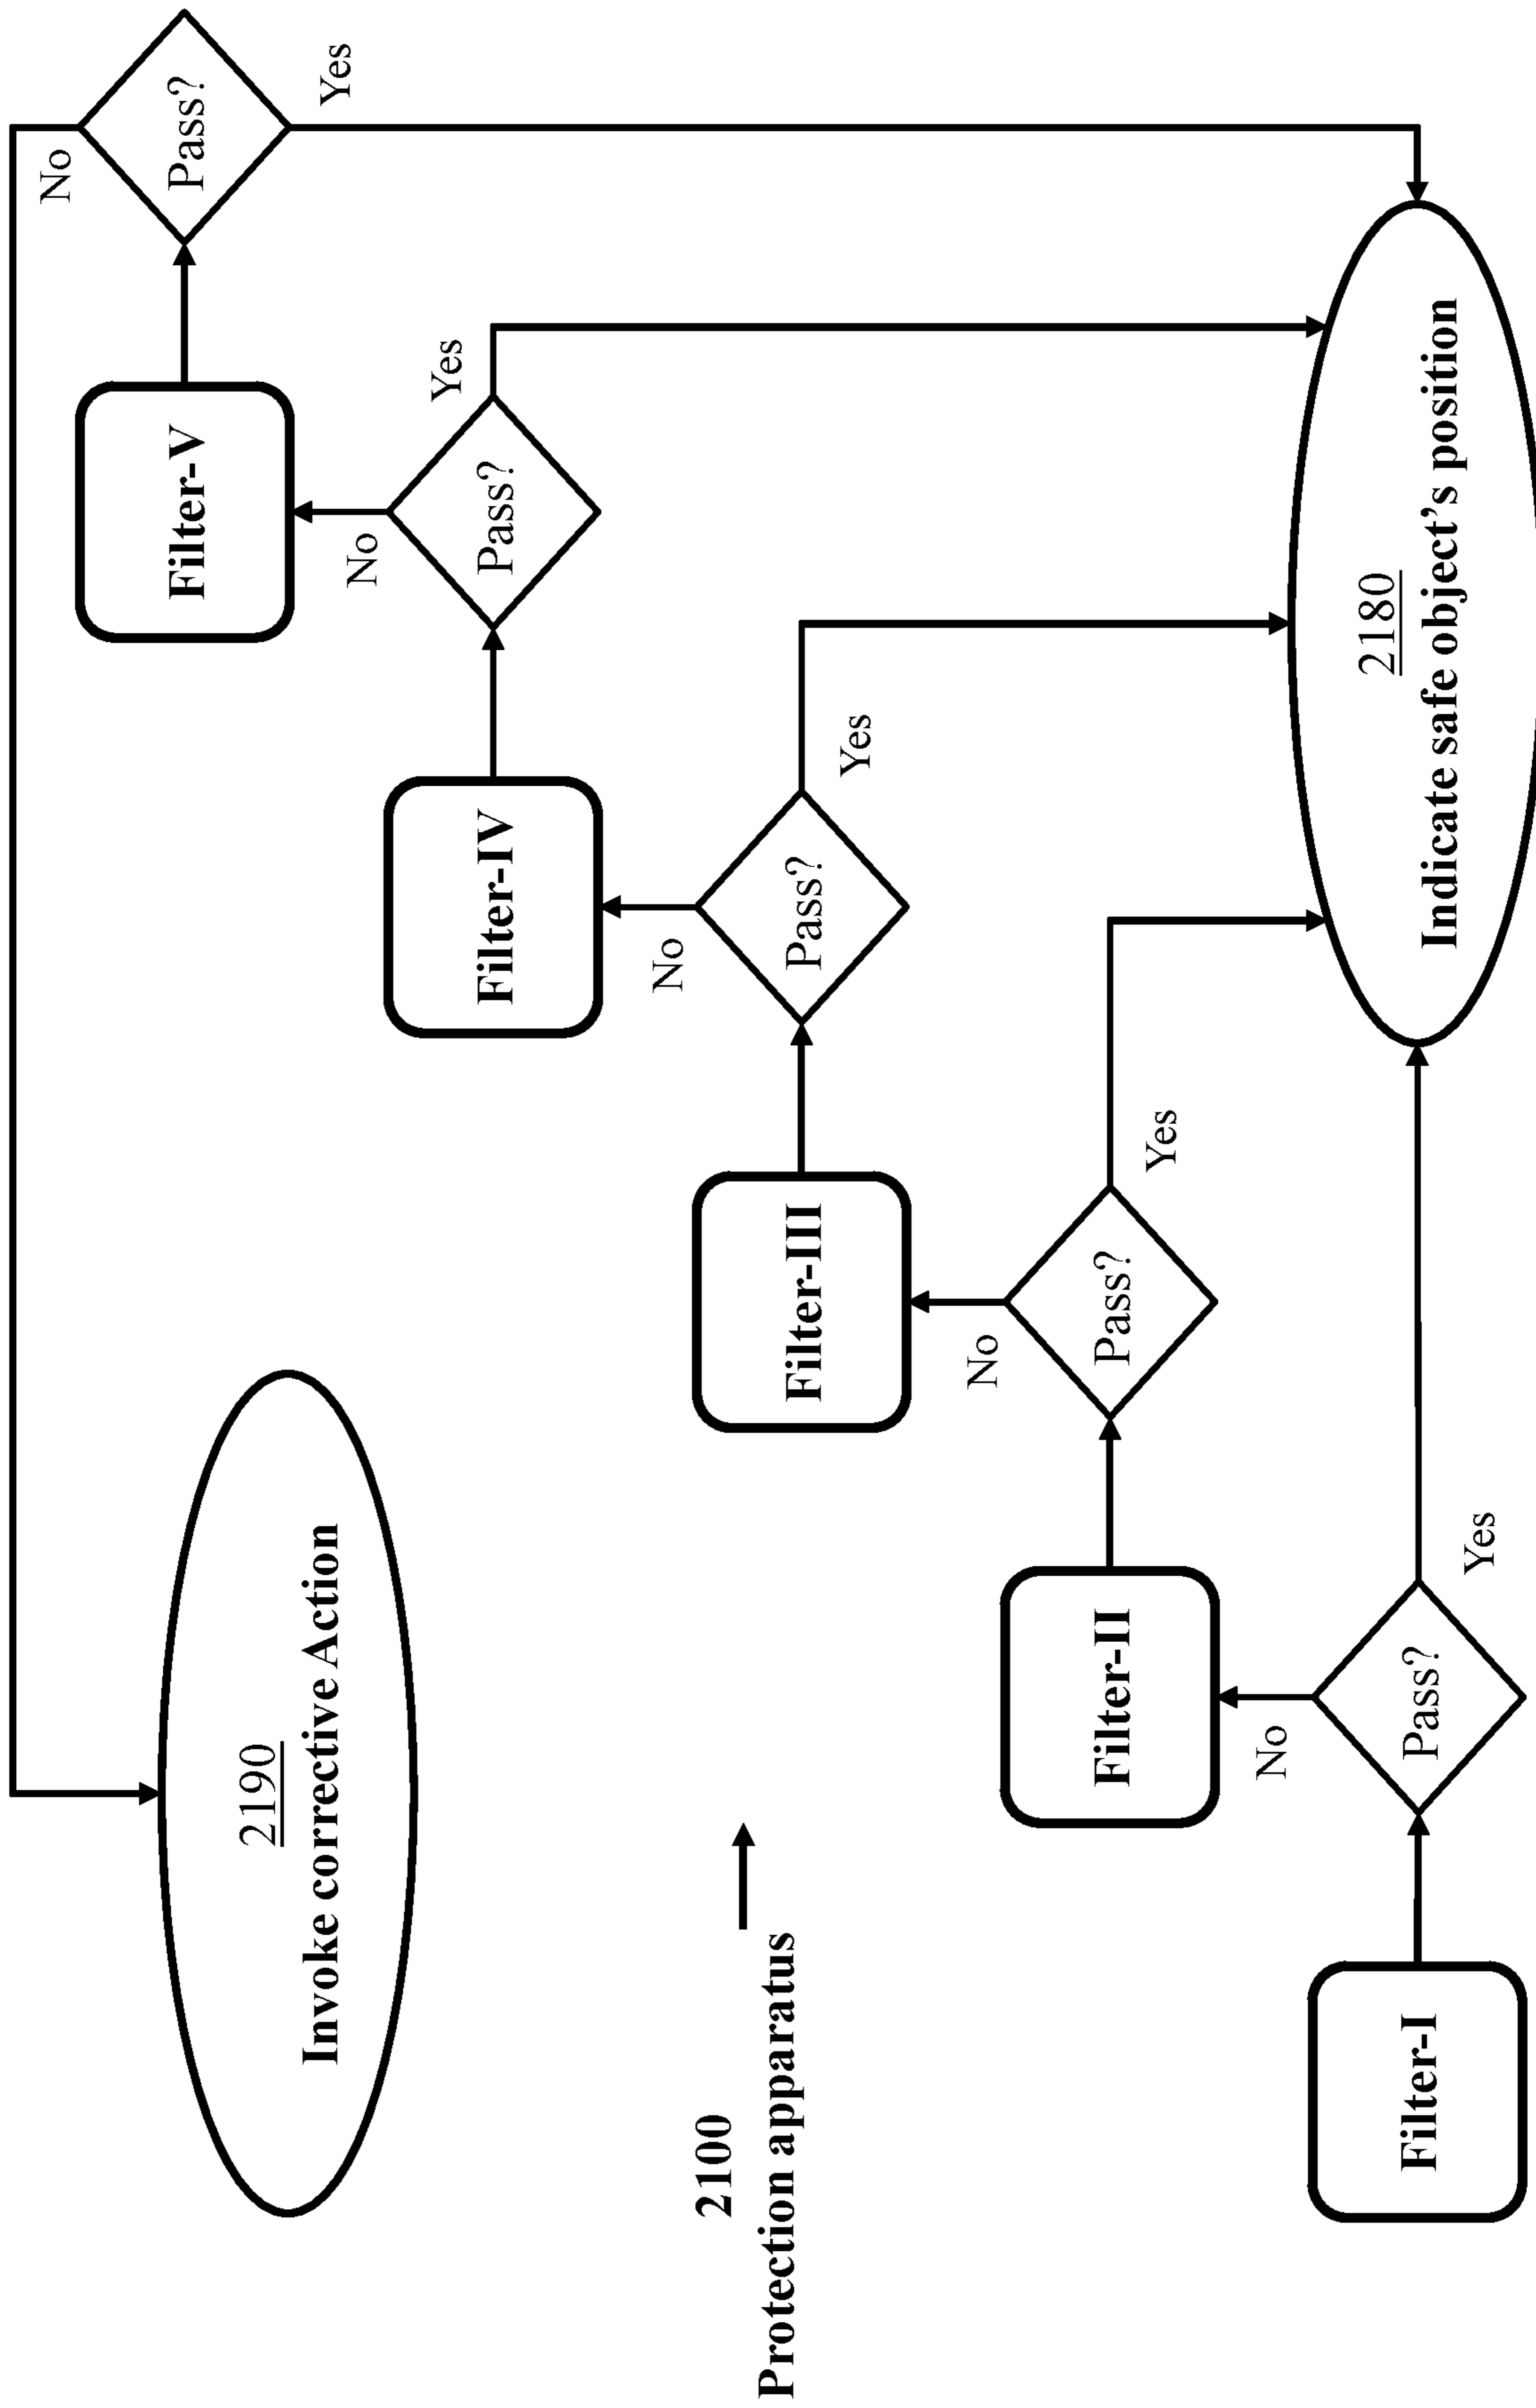 No
Filter-V
Pass?
2190
Invoke corrective Action
Yes
No
Yes
Filter-IV
Pass?
No
2100
Protection apparatus
Filter-III
Pass?
Yes
No
Filter-II
Pass?
Yes
No
2180
Indicate safe object’s position
Filter-I
Pass?
Yes